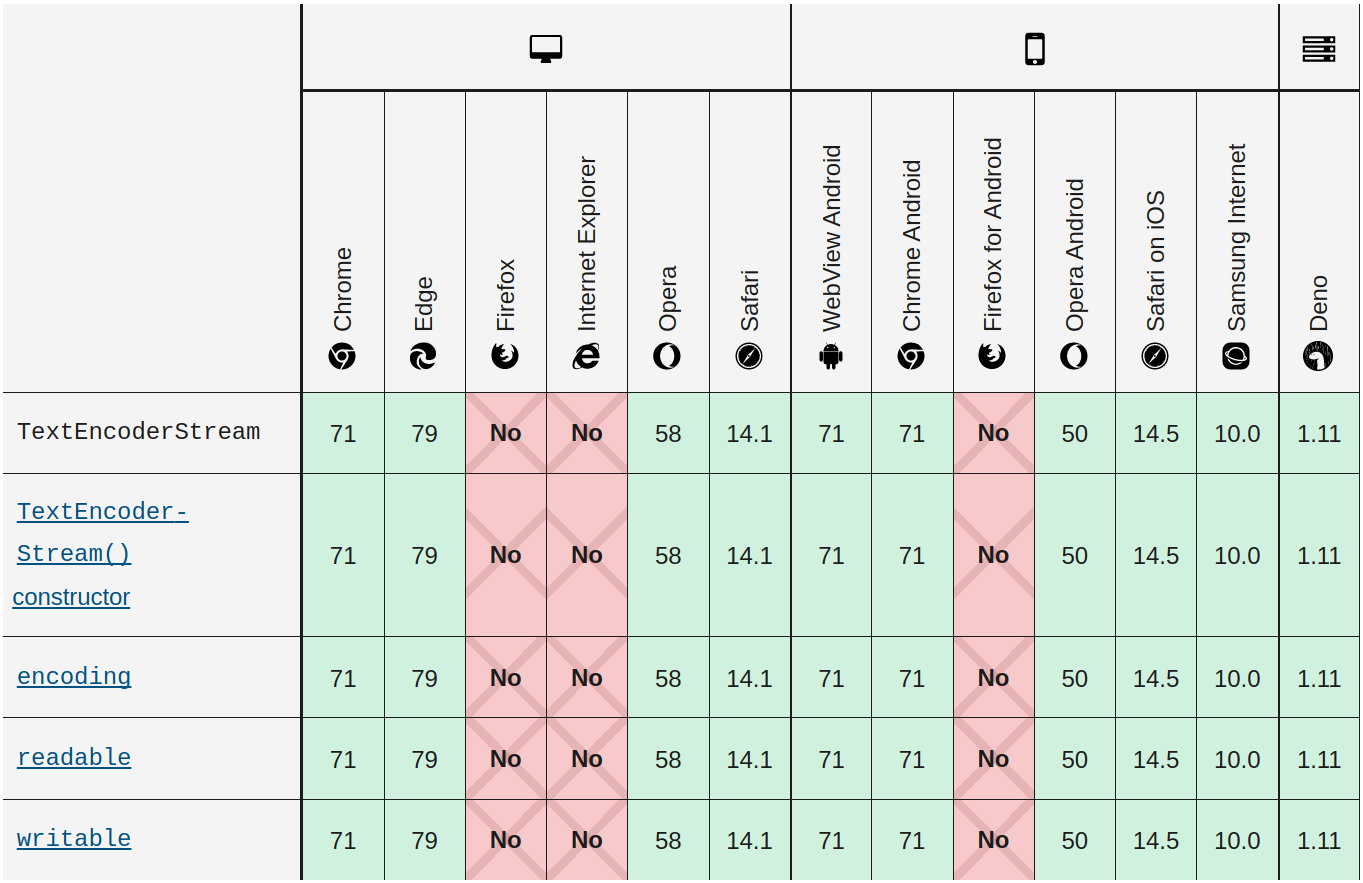 Chrome
Edge
Firefox
Internet Explorer
Opera
Safari
WebView Android
Chrome Android
Firefox for Android
Opera Android
Safari on iOS
Samsung Internet
Deno
TextEncoderStream 71 79 No No 58 14.1 71 71 No 50 14.5 10.0 1.11
TextEncoder-
Stream()
constructor 71 79 No No 58 14.1 71 71 No 50 14.5 10.0 1.11
encoding 71 79 No No 58 14.1 71 71 No 50 14.5 10.0 1.11
readable 71 79 No No 58 14.1 71 71 No 50 14.5 10.0 1.11
writable 71 79 No No 58 14.1 71 71 No 50 14.5 10.0 1.11